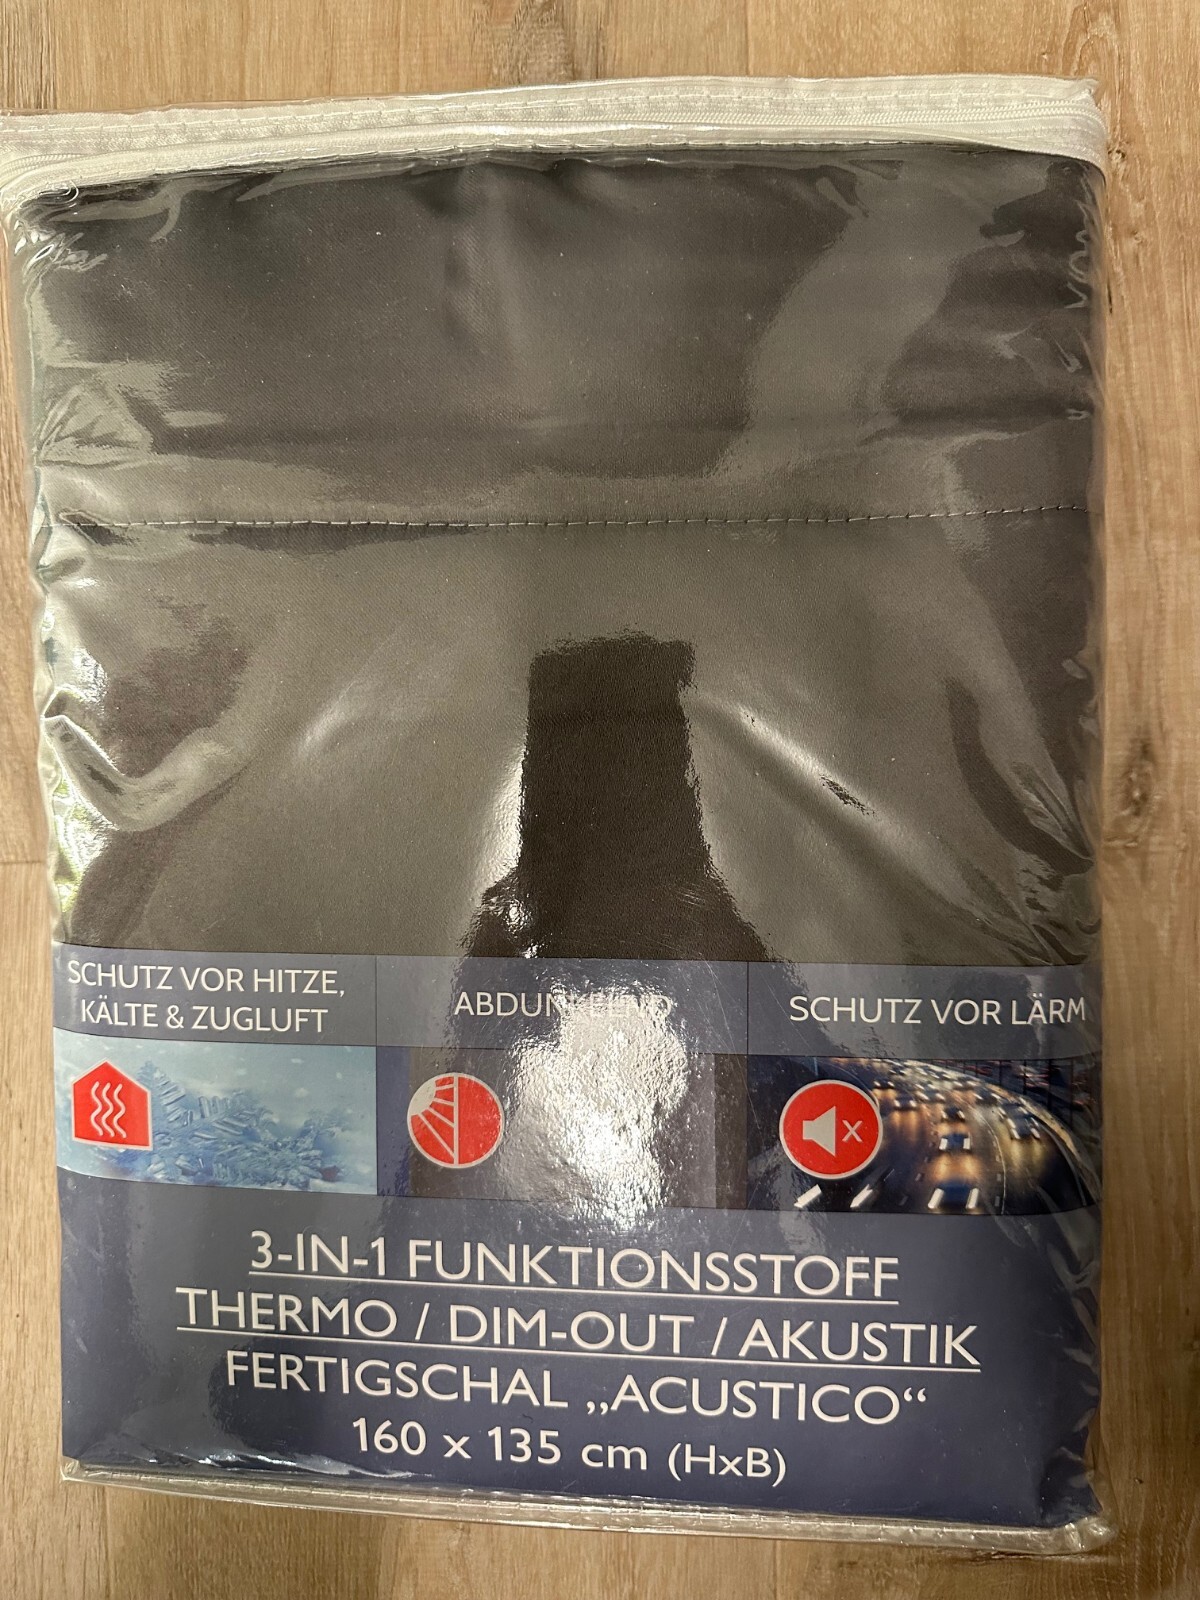 SCHUTZ VOR HITZE,
KÄLTE & ZUGLUFT
ABDUNKELND
SCHUTZ VOR LÄRM
3-IN-1 FUNKTIONSSTOFF
THERMO / DIM-OUT / AKUSTIK
FERTIGSCHAL „ACUSTICO“
160 x 135 cm (HxB)